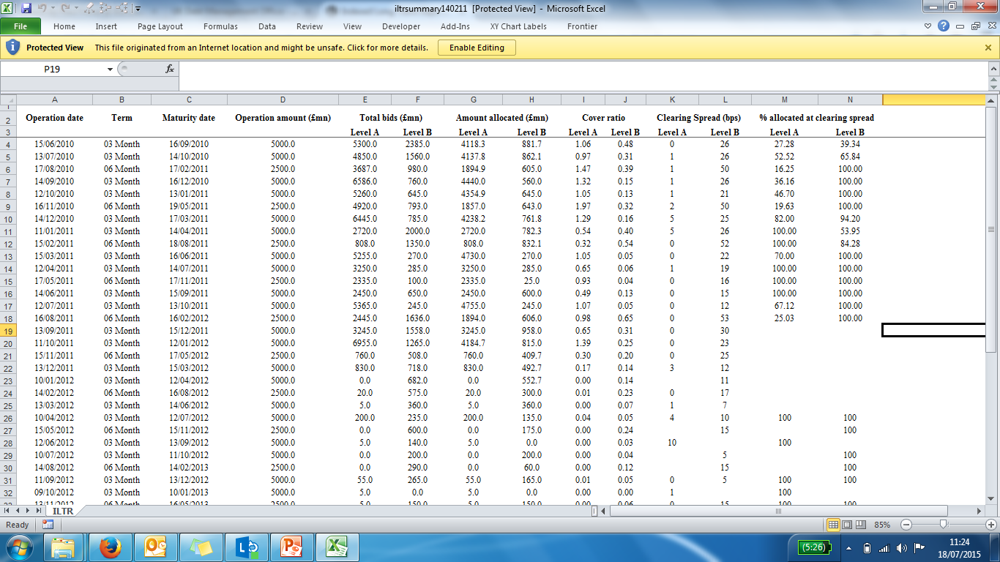 iltrsummary140211 [Protected View] - Microsoft Excel
File Home Insert Page Layout Formulas Data Review View Developer Add-Ins XY Chart Labels Frontier
Protected View This file originated from an Internet location and might be unsafe. Click for more details. Enable Editing
P19 fx
A B C D E F G H I J K L M N
2 Operation date Term Maturity date Operation amount (£mn) Total bids (£mn) Amount allocated (£mn) Cover ratio Clearing Spread (bps) % allocated at clearing spread
3 Level A Level B Level A Level B Level A Level B Level A Level B Level A Level B
4 15/06/2010 03 Month 16/09/2010 5000.0 5300.0 2385.0 4118.3 881.7 1.06 0.48 0 26 27.28 39.34
5 13/07/2010 03 Month 14/10/2010 5000.0 4850.0 1560.0 4137.8 862.1 0.97 0.31 1 26 52.52 65.84
6 17/08/2010 06 Month 17/02/2011 2500.0 3687.0 980.0 1894.9 605.0 1.47 0.39 1 50 16.25 100.00
7 14/09/2010 03 Month 16/12/2010 5000.0 6586.0 760.0 4440.0 560.0 1.32 0.15 1 26 36.16 100.00
8 12/10/2010 03 Month 13/01/2011 5000.0 5260.0 645.0 4354.9 645.0 1.05 0.13 1 21 46.70 100.00
9 16/11/2010 06 Month 19/05/2011 2500.0 4920.0 793.0 1857.0 643.0 1.97 0.32 2 50 19.63 100.00
10 14/12/2010 03 Month 17/03/2011 5000.0 6445.0 785.0 4238.2 761.8 1.29 0.16 5 25 82.00 94.20
11 11/01/2011 03 Month 14/04/2011 5000.0 2720.0 2000.0 2720.0 782.3 0.54 0.40 5 26 100.00 53.95
12 15/02/2011 06 Month 18/08/2011 2500.0 808.0 1350.0 808.0 832.1 0.32 0.54 0 52 100.00 84.28
13 15/03/2011 03 Month 16/06/2011 5000.0 5255.0 270.0 4730.0 270.0 1.05 0.05 0 22 70.00 100.00
14 12/04/2011 03 Month 14/07/2011 5000.0 3250.0 285.0 3250.0 285.0 0.65 0.06 1 19 100.00 100.00
15 17/05/2011 06 Month 17/11/2011 2500.0 2335.0 100.0 2335.0 25.0 0.93 0.04 0 16 100.00 100.00
16 14/06/2011 03 Month 15/09/2011 5000.0 2450.0 650.0 2450.0 600.0 0.49 0.13 0 15 100.00 100.00
17 12/07/2011 03 Month 13/10/2011 5000.0 5365.0 245.0 4755.0 245.0 1.07 0.05 0 12 67.12 100.00
18 16/08/2011 06 Month 16/02/2012 2500.0 2445.0 1636.0 1894.0 606.0 0.98 0.65 0 53 25.03 100.00
19 13/09/2011 03 Month 15/12/2011 5000.0 3245.0 1558.0 3245.0 958.0 0.65 0.31 0 30
20 11/10/2011 03 Month 12/01/2012 5000.0 6955.0 1265.0 4184.7 815.0 1.39 0.25 0 23
21 15/11/2011 06 Month 17/05/2012 2500.0 760.0 508.0 760.0 409.7 0.30 0.20 0 25
22 13/12/2011 03 Month 15/03/2012 5000.0 830.0 718.0 830.0 492.7 0.17 0.14 3 12
23 10/01/2012 03 Month 12/04/2012 5000.0 0.0 682.0 0.0 552.7 0.00 0.14 11
24 14/02/2012 06 Month 16/08/2012 2500.0 20.0 575.0 20.0 300.0 0.01 0.23 0 17
25 13/03/2012 03 Month 14/06/2012 5000.0 5.0 360.0 5.0 360.0 0.00 0.07 1 7
26 10/04/2012 03 Month 12/07/2012 5000.0 200.0 235.0 200.0 135.0 0.04 0.05 4 10 100 100
27 15/05/2012 06 Month 15/11/2012 2500.0 0.0 600.0 0.0 175.0 0.00 0.24 15 100
28 12/06/2012 03 Month 13/09/2012 5000.0 5.0 140.0 5.0 0.0 0.00 0.03 10 100
29 10/07/2012 03 Month 11/10/2012 5000.0 0.0 200.0 0.0 200.0 0.00 0.04 5 100
30 14/08/2012 06 Month 14/02/2013 2500.0 0.0 290.0 0.0 60.0 0.00 0.12 15 100
31 11/09/2012 03 Month 13/12/2012 5000.0 55.0 265.0 55.0 165.0 0.01 0.05 0 5 100 100
32 09/10/2012 03 Month 10/01/2013 5000.0 5.0 0.0 5.0 0.0 0.00 0.00 1 100
13/11/2012 06 Month 16/05/2013 2500.0 5.0 150.0 5.0 150.0 0.00 0.06 0 15 100 100
ILTR
Ready 85%
(5:26) 11:24
18/07/2015